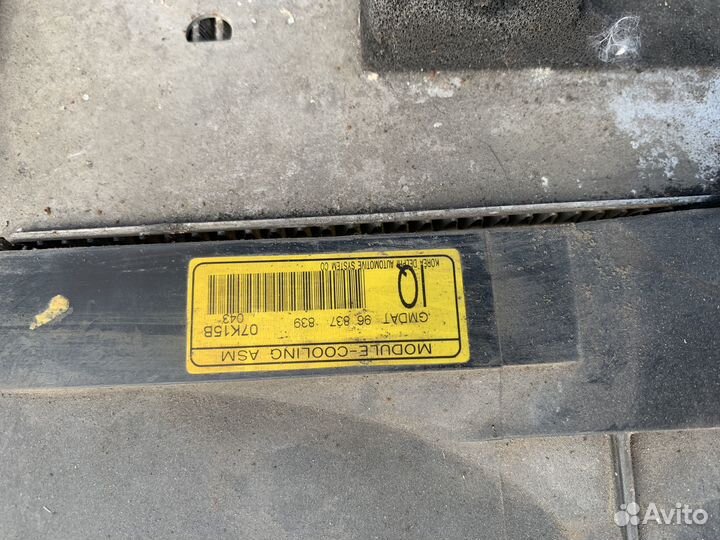 MODULE-COOLING ASM
GMDAT 96 837 839
07K15B
043
IQ
KOREA DELPHI AUTOMOTIVE SYSTEM CO
Avito